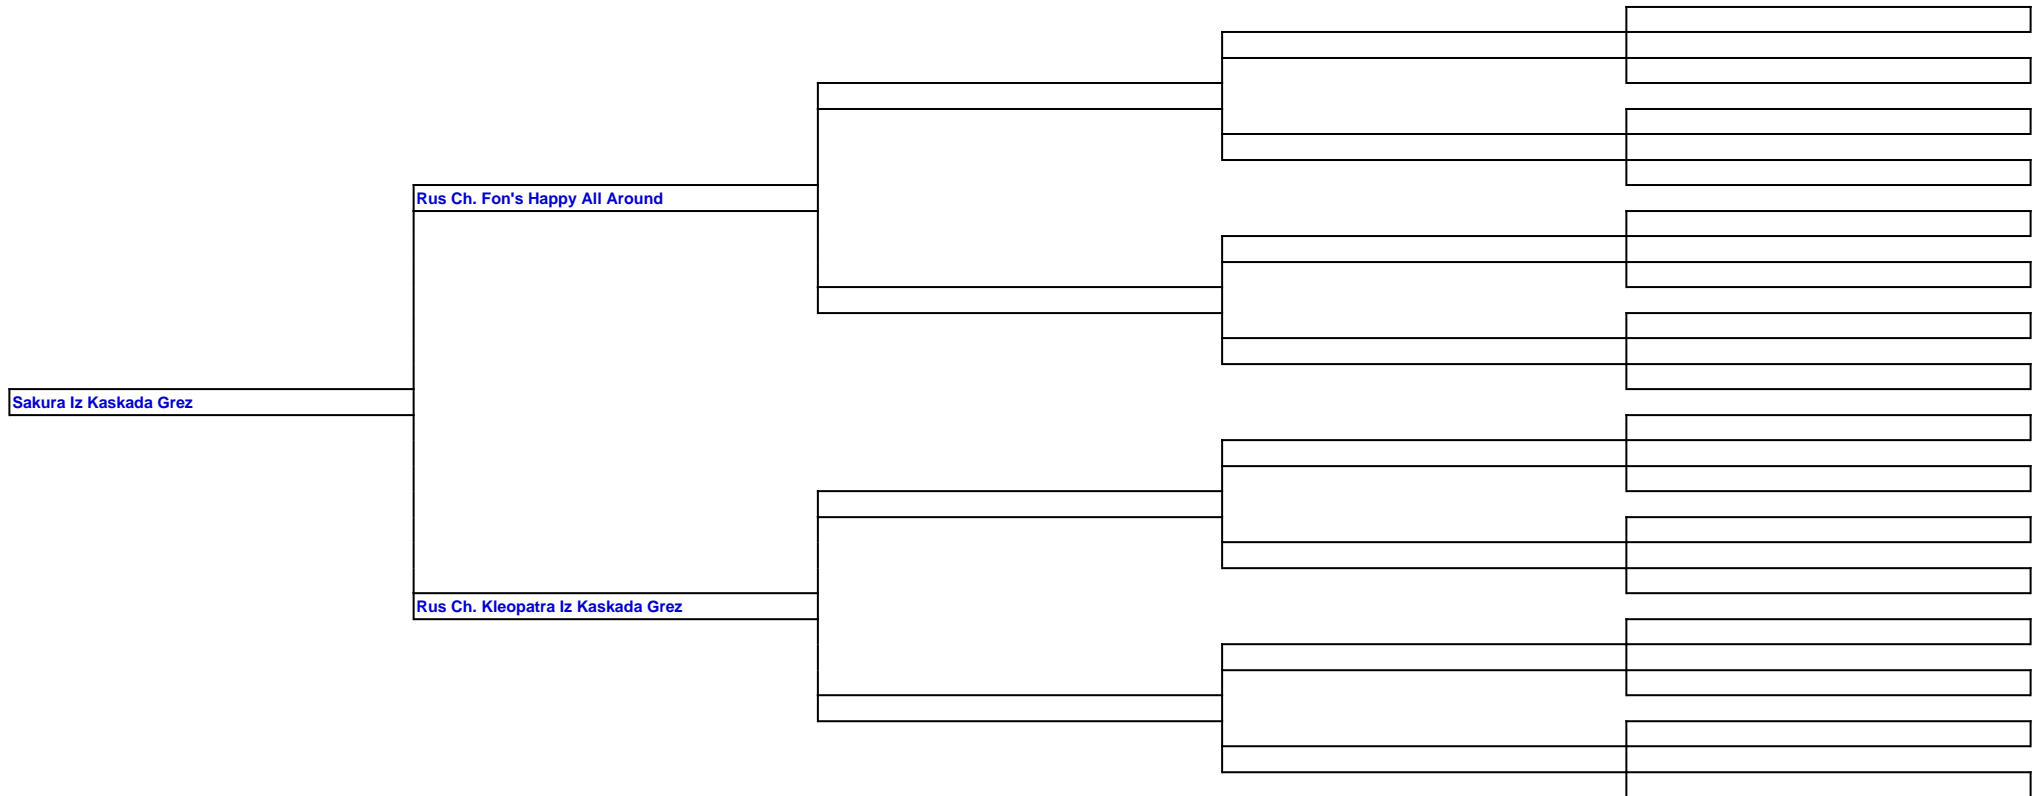 Rus Ch. Fon's Happy All Around
Sakura Iz Kaskada Grez
Rus Ch. Kleopatra Iz Kaskada Grez